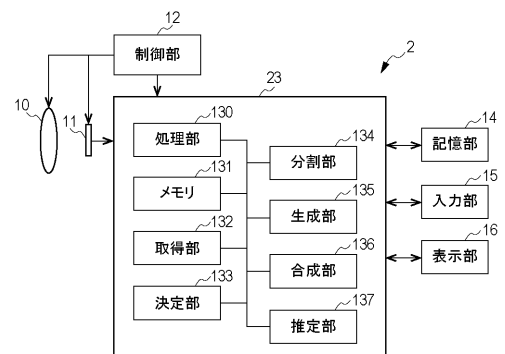 12
制御部
2
23
10
11
130
処理部
134
分割部
14
記憶部
131
メモリ
135
生成部
15
入力部
132
取得部
136
合成部
16
表示部
133
決定部
137
推定部